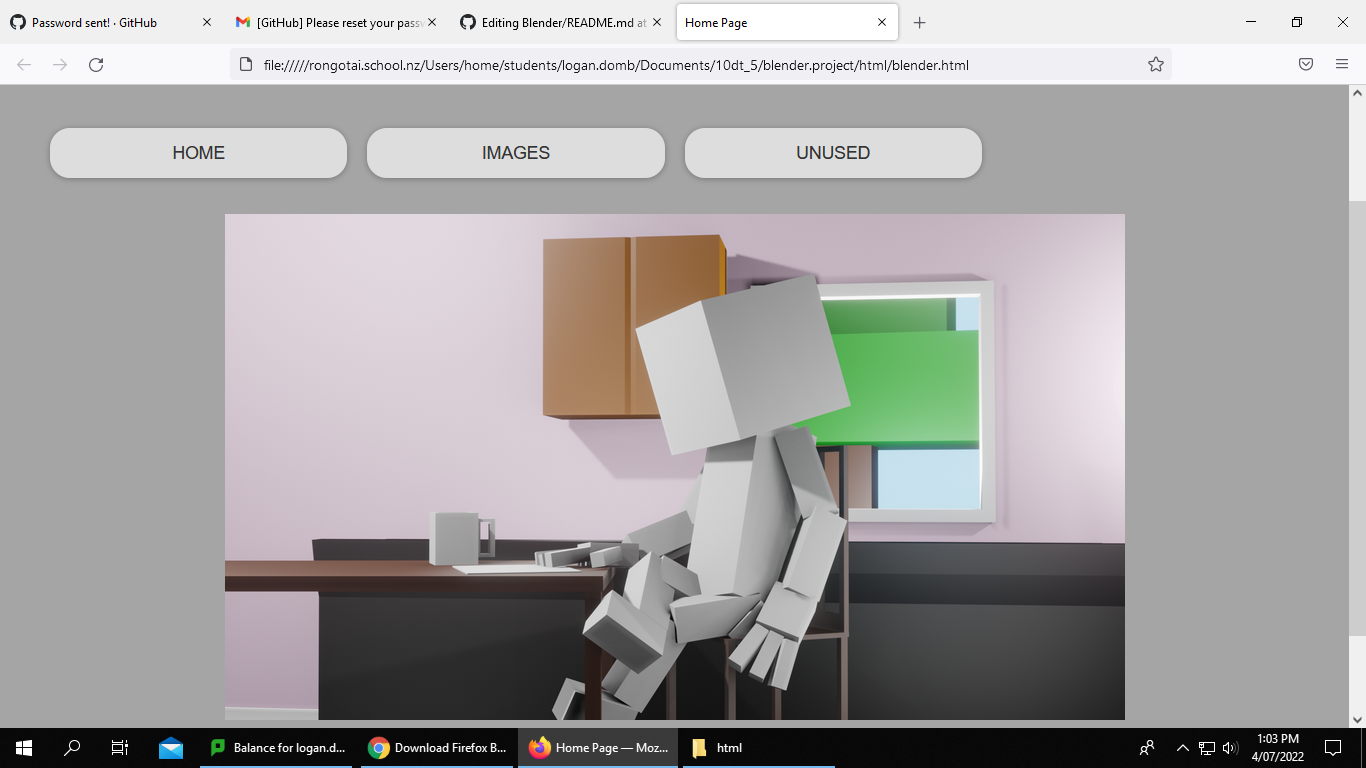 Password sent! · GitHub
[GitHub] Please reset your passw
Editing Blender/README.md at
Home Page
file://///rongotai.school.nz/Users/home/students/logan.domb/Documents/10dt_5/blender.project/html/blender.html
HOME
IMAGES
UNUSED
Balance for logan.d...
Download Firefox B...
Home Page — Moz...
html
1:03 PM
4/07/2022